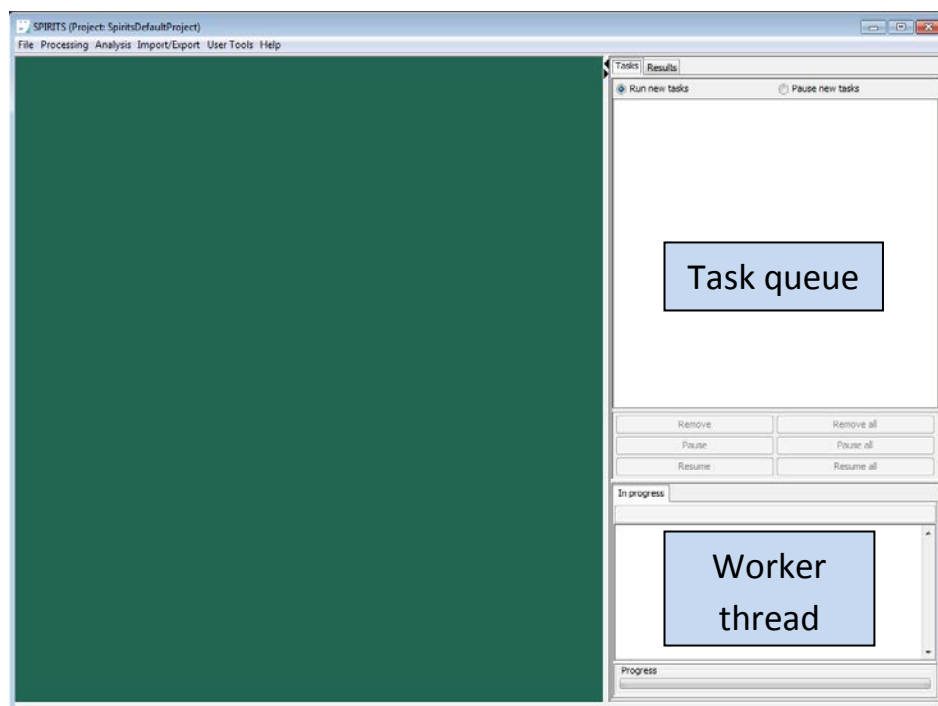 SPIRITS (Project: SpiritsDefaultProject)
File Processing Analysis Import/Export User Tools Help
Tasks Results
Run new tasks Pause new tasks
Task queue
Remove Remove all
Pause Pause all
Resume Resume all
In progress
Worker
thread
Progress